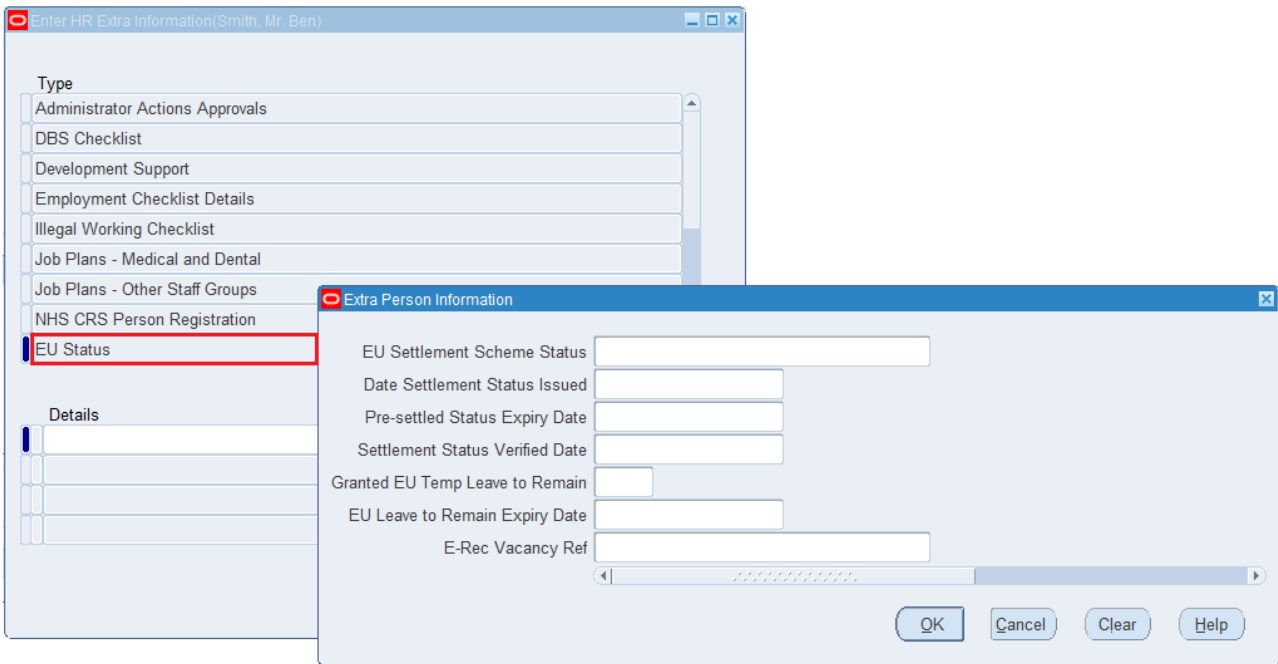 Enter HR Extra Information(Smith, Mr. Ben)
Type
Administrator Actions Approvals
DBS Checklist
Development Support
Employment Checklist Details
Illegal Working Checklist
Job Plans - Medical and Dental
Job Plans - Other Staff Groups
NHS CRS Person Registration
EU Status
Details
Extra Person Information
EU Settlement Scheme Status
Date Settlement Status Issued
Pre-settled Status Expiry Date
Settlement Status Verified Date
Granted EU Temp Leave to Remain
EU Leave to Remain Expiry Date
E-Rec Vacancy Ref
OK Cancel Clear Help